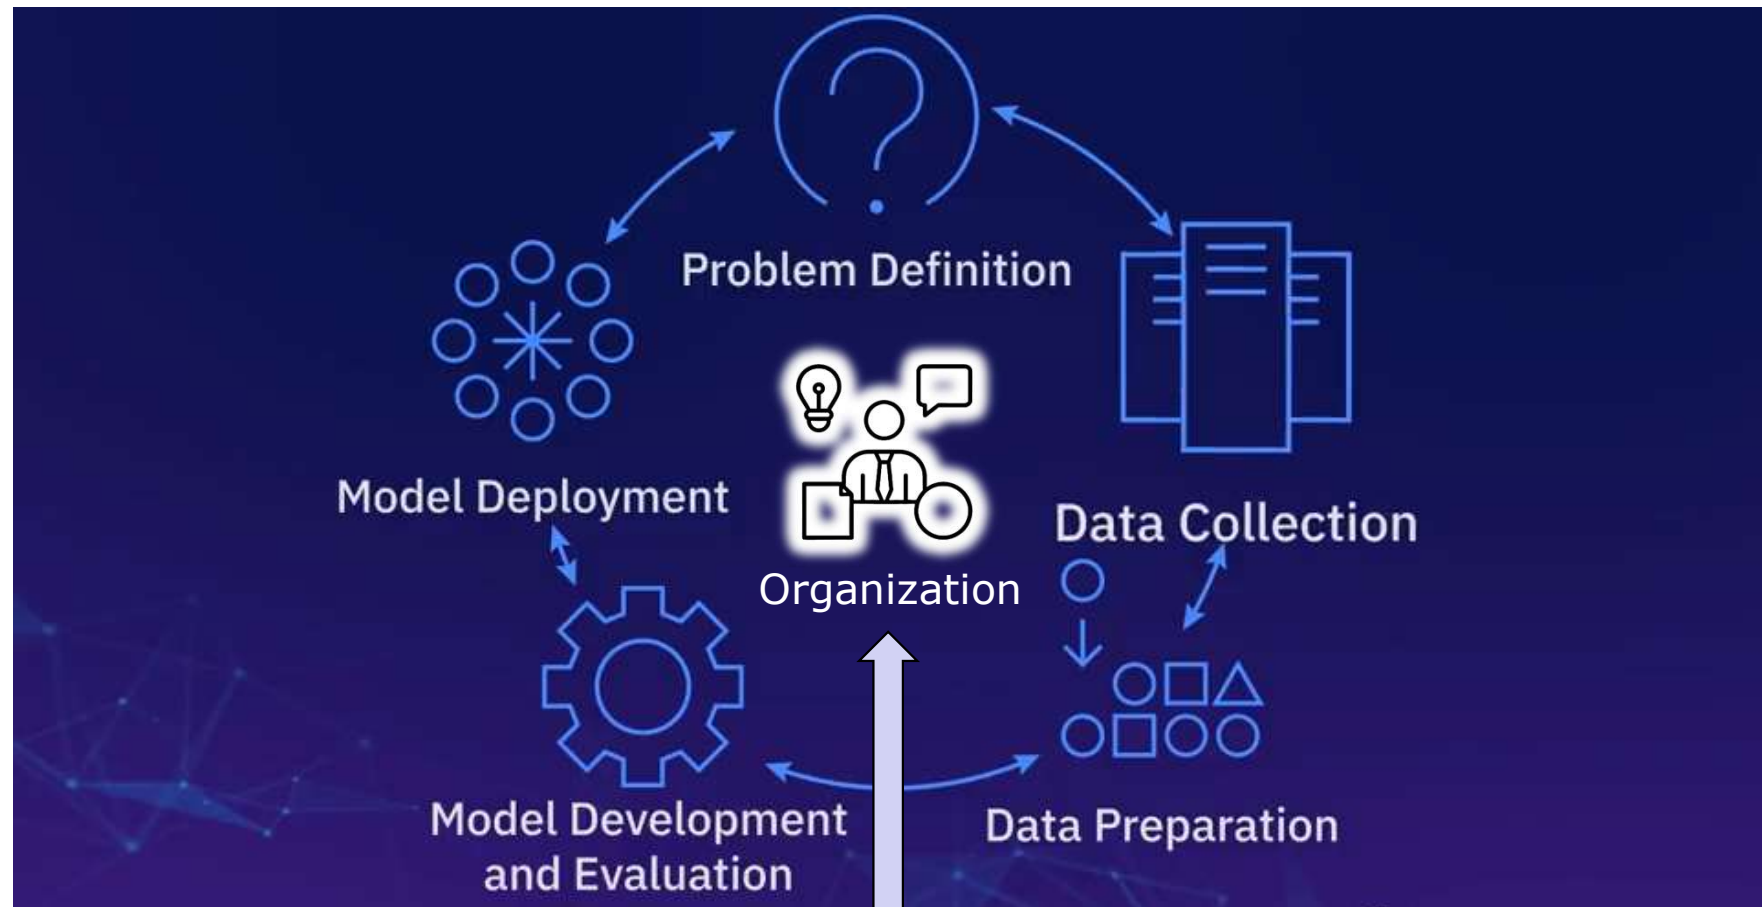 Problem Definition
Model Deployment
Data Collection
Organization
Model Development
and Evaluation
Data Preparation